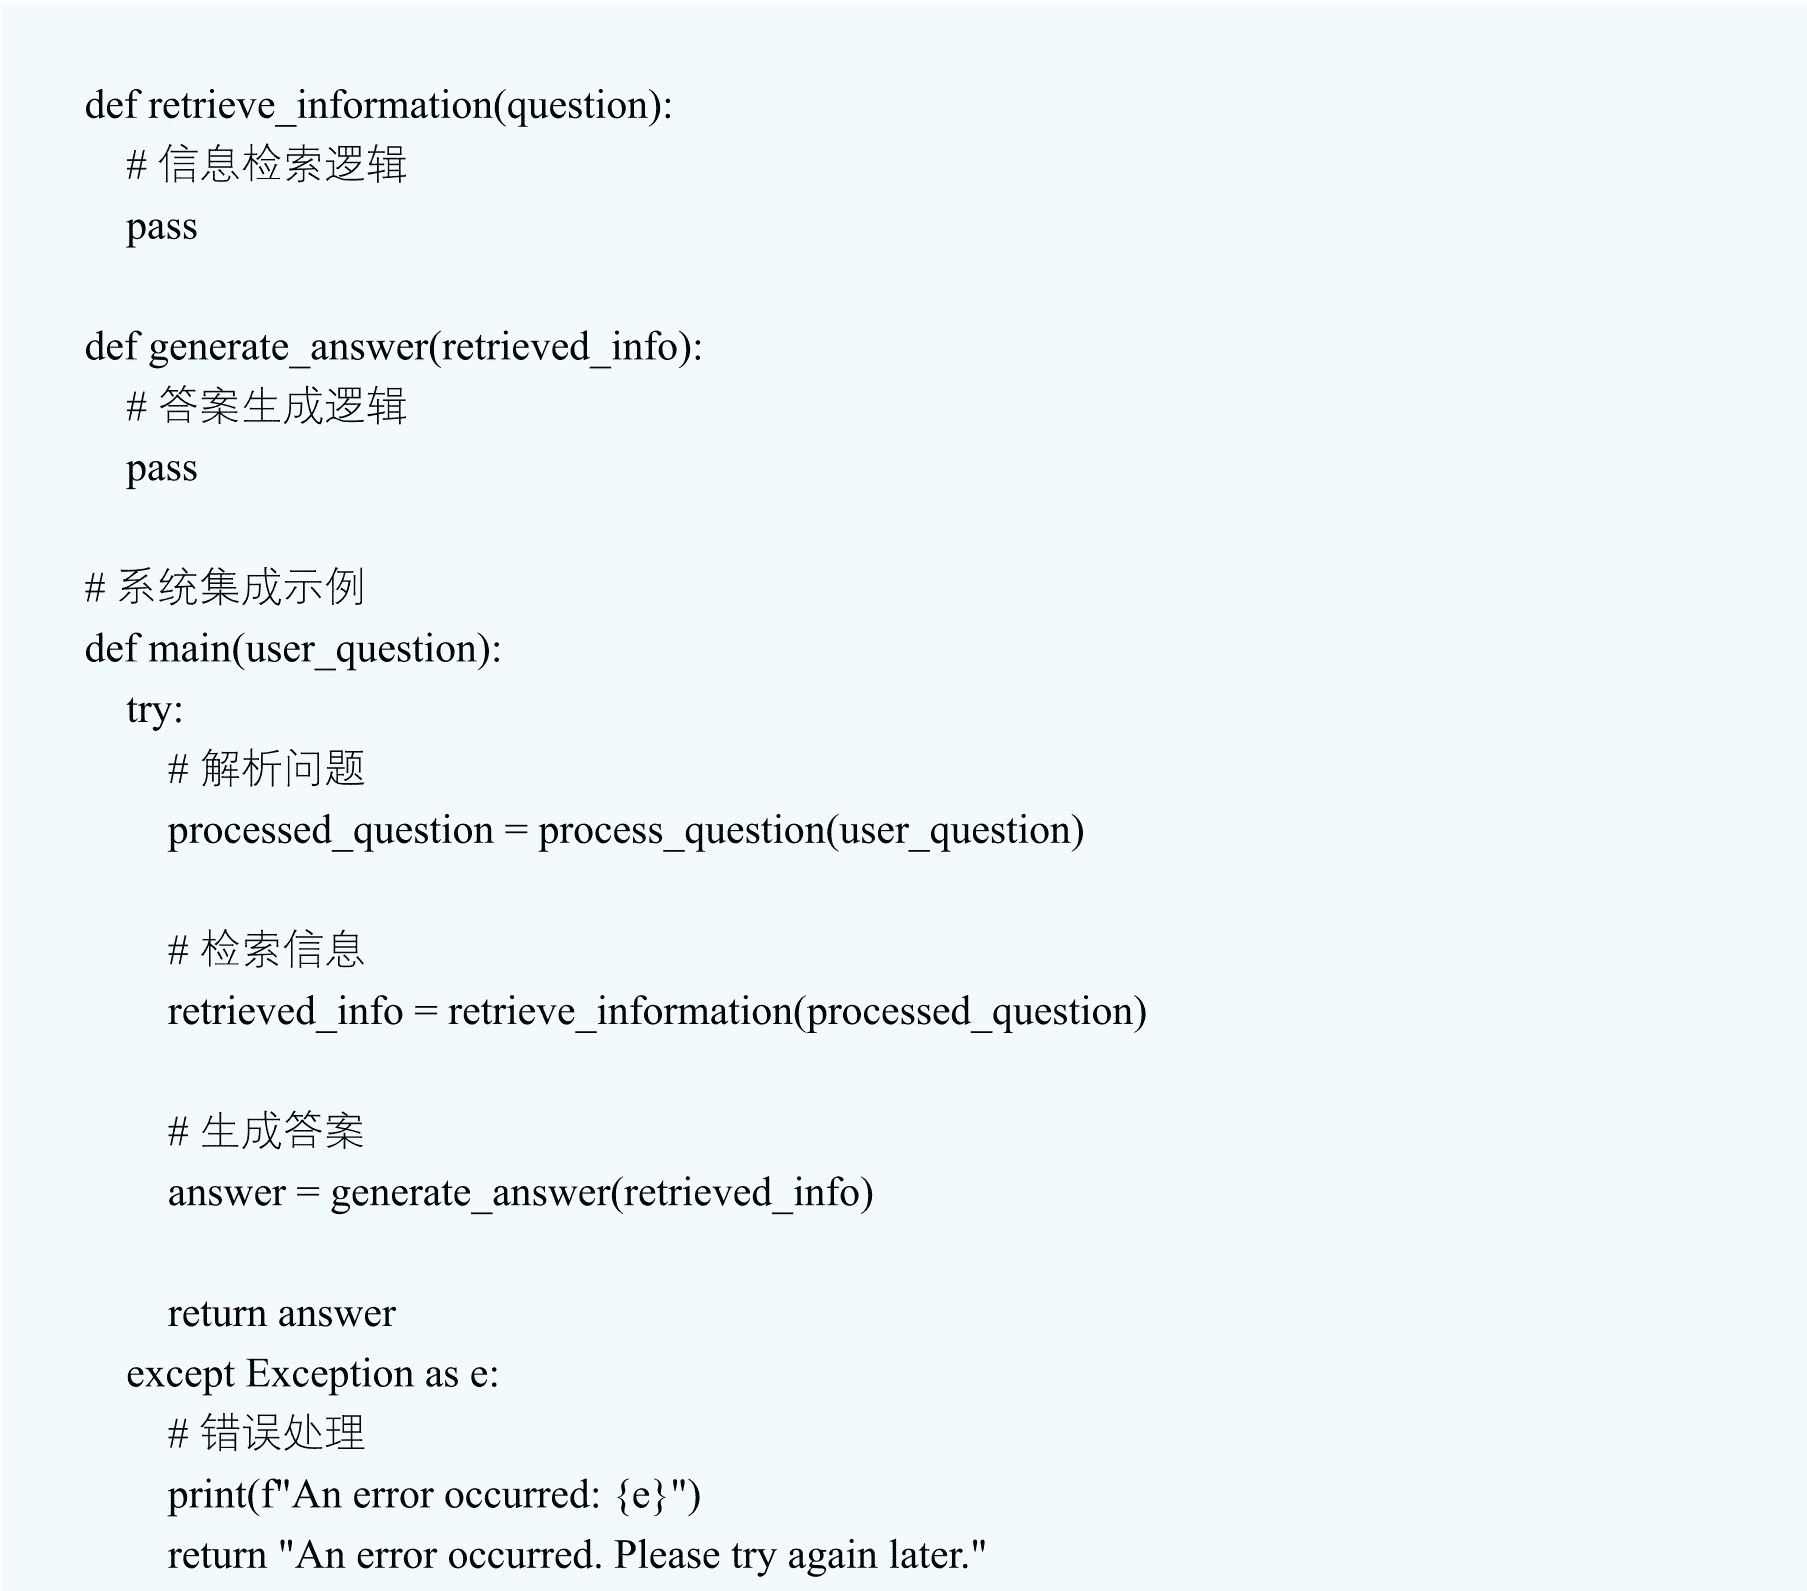 def retrieve_information(question):
    # 信息检索逻辑
    pass

def generate_answer(retrieved_info):
    # 答案生成逻辑
    pass

# 系统集成示例
def main(user_question):
    try:
        # 解析问题
        processed_question = process_question(user_question)

        # 检索信息
        retrieved_info = retrieve_information(processed_question)

        # 生成答案
        answer = generate_answer(retrieved_info)

        return answer
    except Exception as e:
        # 错误处理
        print(f"An error occurred: {e}")
        return "An error occurred. Please try again later."